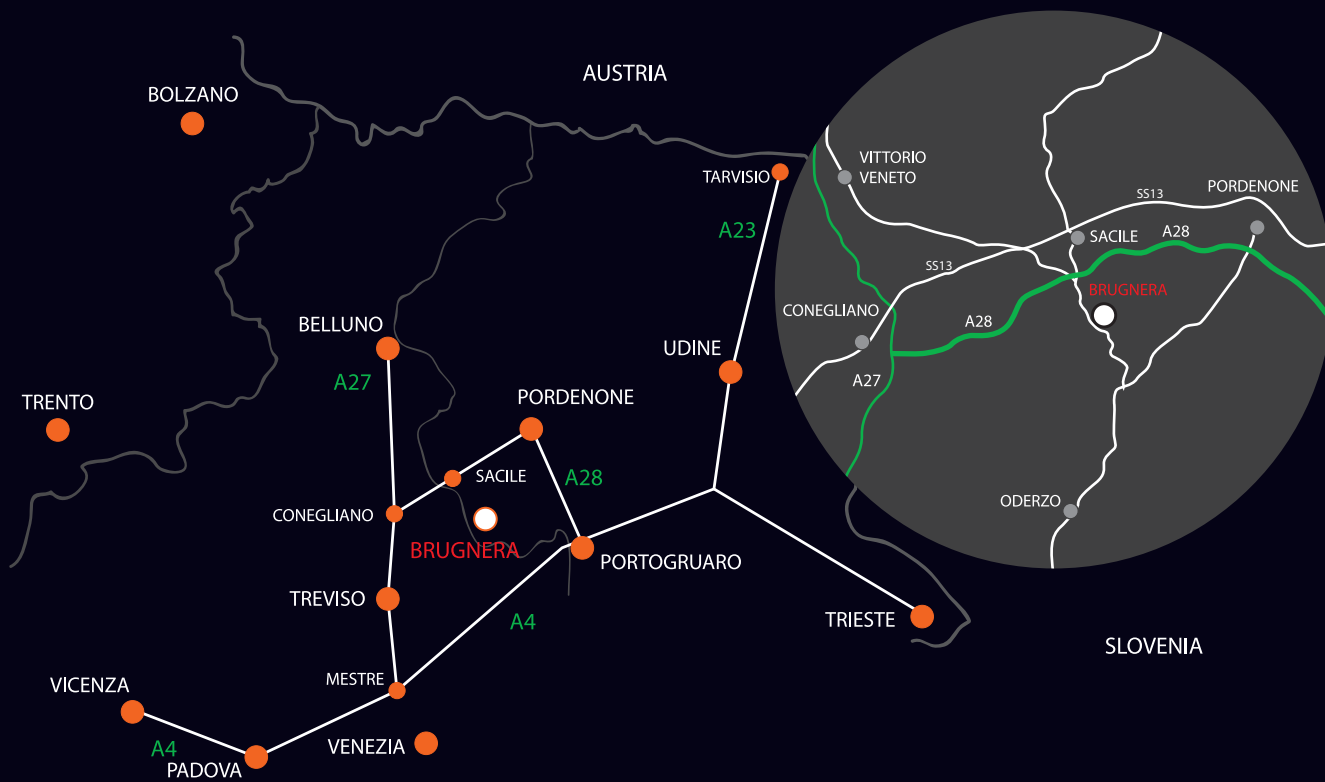 AUSTRIA
BOLZANO
TARVISIO
A23
BELLUNO
A27
UDINE
TRENTO
PORDENONE
SACILE
A28
CONEGLIANO
BRUGNERA
PORTOGRUARO
TREVISO
A4
TRIESTE
SLOVENIA
MESTRE
VICENZA
A4
VENEZIA
PADOVA
VITTORIO
VENETO
SS13
PORDENONE
SACILE
A28
SS13
BRUGNERA
CONEGLIANO
A28
A27
ODERZO